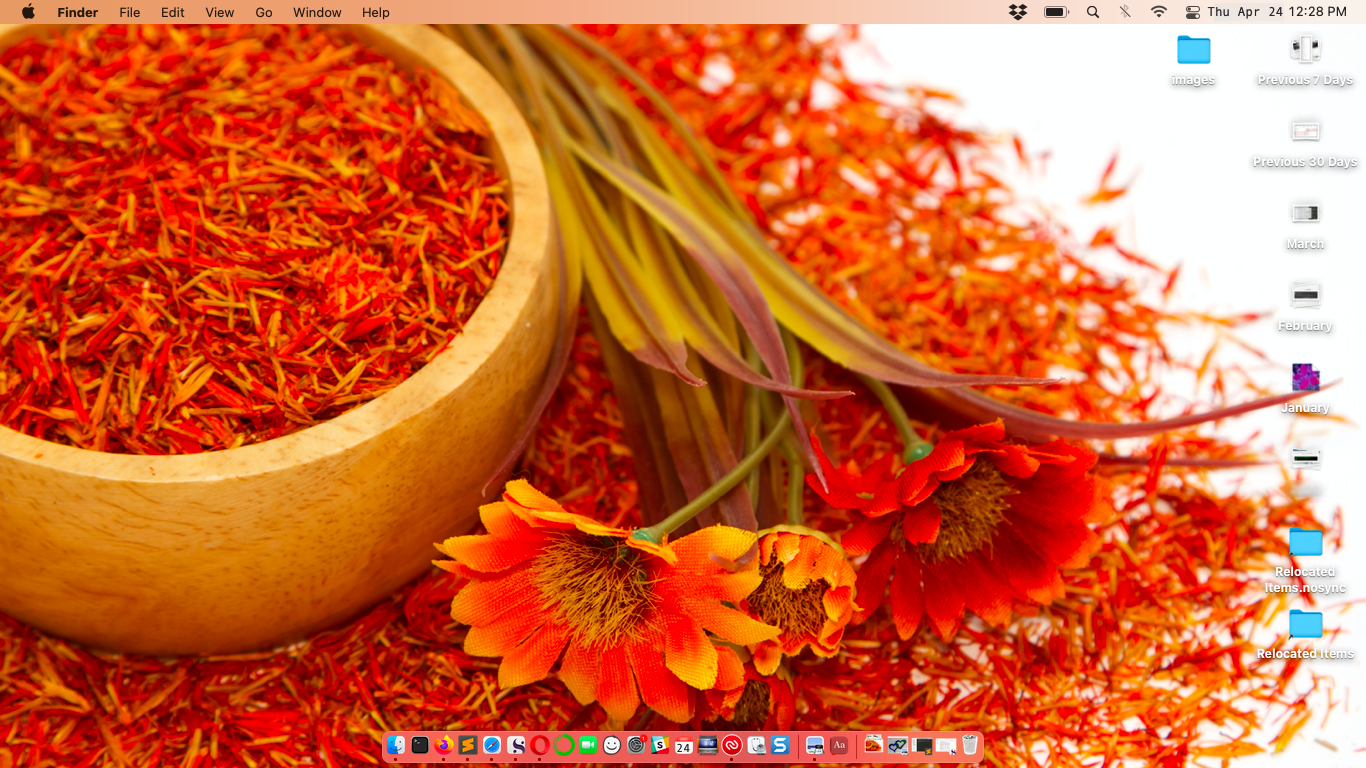 Finder File Edit View Go Window Help Thu Apr 24 12:28 PM
images
Previous 7 Days
Previous 30 Days
March
February
January
Relocated
Items.nosync
Relocated Items
24
Aa